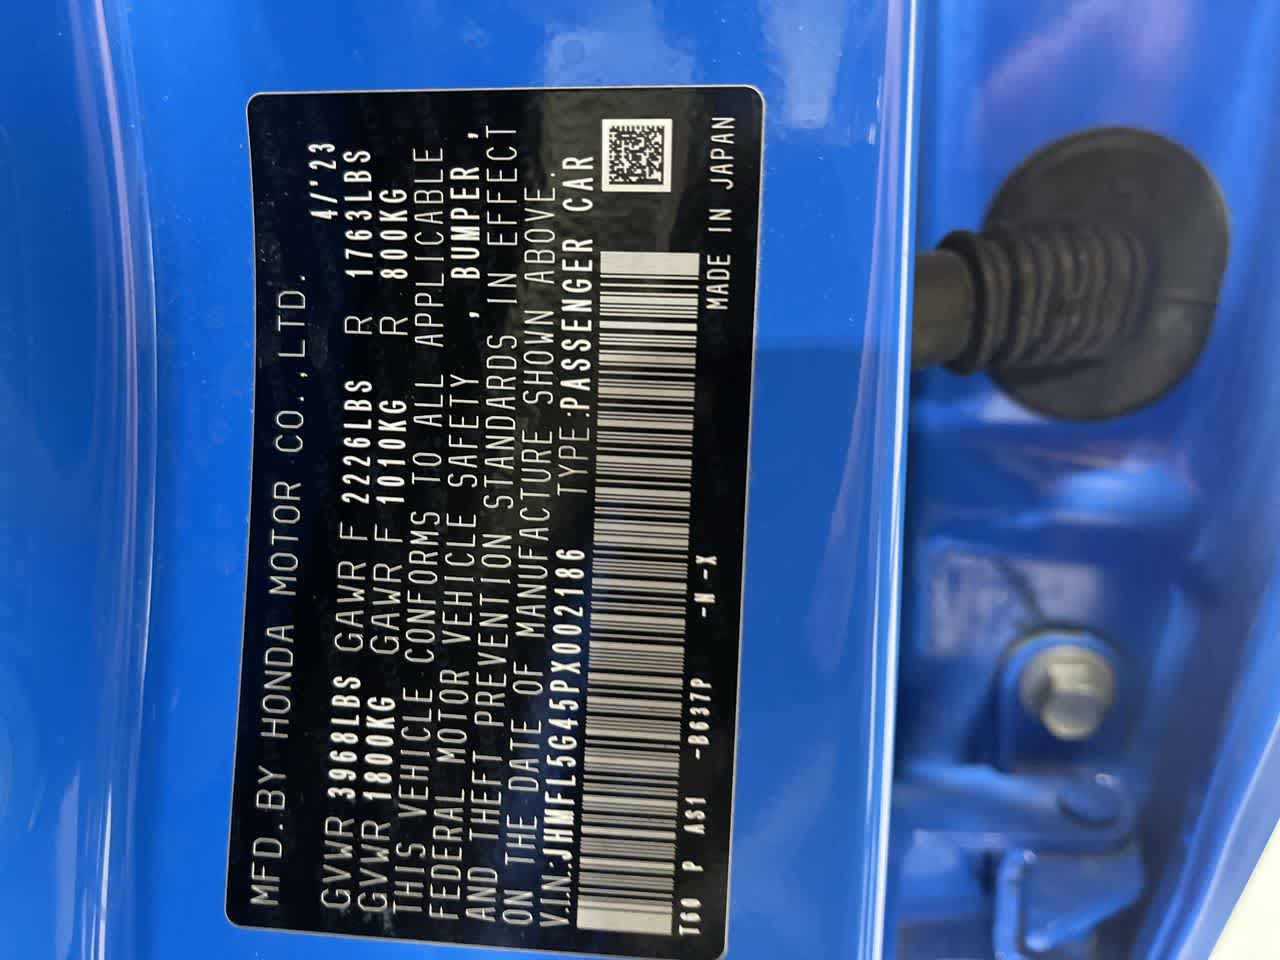 MFD.BY HONDA MOTOR CO.,LTD.
4/'23
GVWR 3968LBS GAWR F 2226LBS R 1763LBS
GVWR 1800KG GAWR F 1010KG R 800KG
THIS VEHICLE CONFORMS TO ALL APPLICABLE
FEDERAL MOTOR VEHICLE SAFETY , BUMPER ,
AND THEFT PREVENTION STANDARDS IN EFFECT
ON THE DATE OF MANUFACTURE SHOWN ABOVE.
V.I.N.:JHMFL5G45PX002186 TYPE:PASSENGER CAR
T60 P AS1 -B637P -N-X MADE IN JAPAN